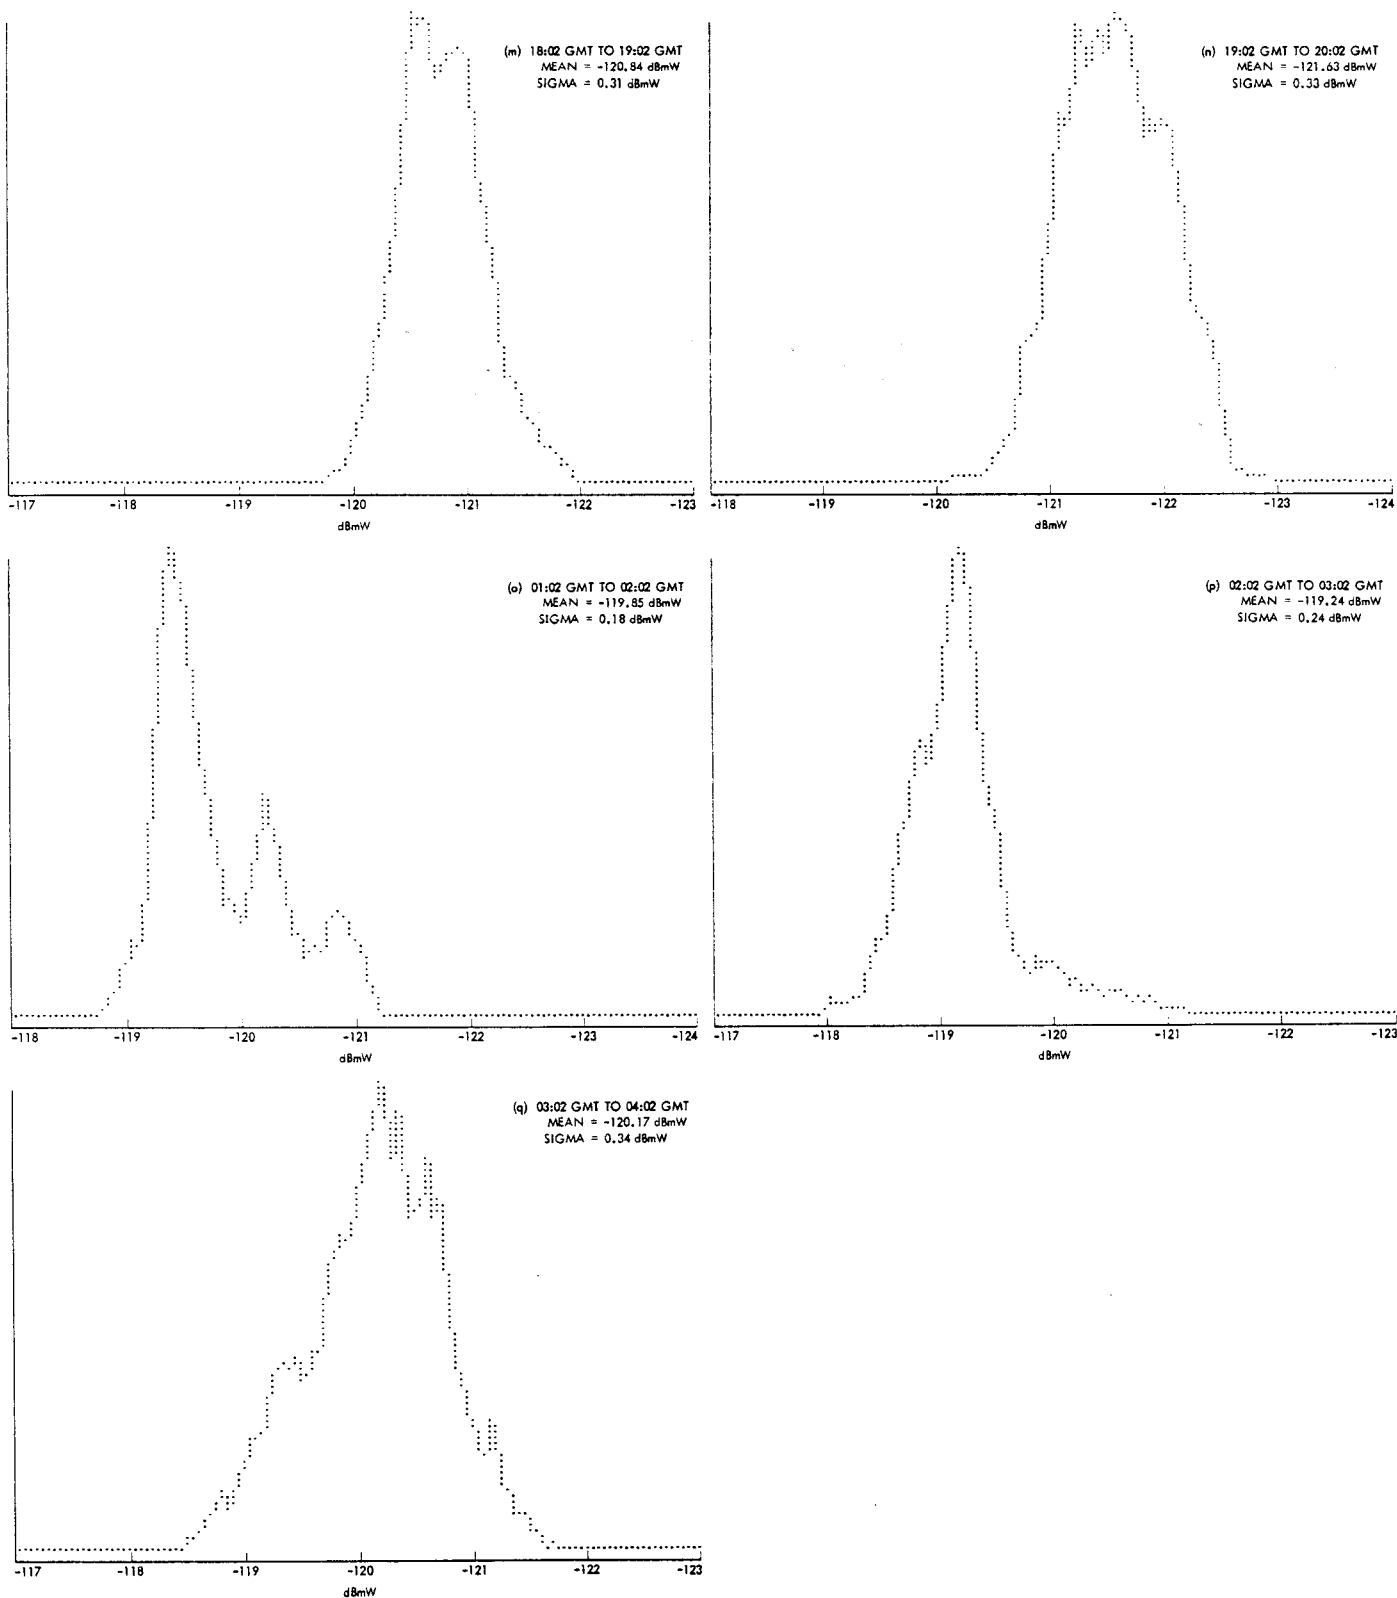 (m) 18:02 GMT TO 19:02 GMT
MEAN = -120.84 dBmW
SIGMA = 0.31 dBmW
-117 -118 -119 -120 -121 -122 -123
dBmW
(n) 19:02 GMT TO 20:02 GMT
MEAN = -121.63 dBmW
SIGMA = 0.33 dBmW
-118 -119 -120 -121 -122 -123 -124
dBmW
(o) 01:02 GMT TO 02:02 GMT
MEAN = -119.85 dBmW
SIGMA = 0.18 dBmW
-118 -119 -120 -121 -122 -123 -124
dBmW
(p) 02:02 GMT TO 03:02 GMT
MEAN = -119.24 dBmW
SIGMA = 0.24 dBmW
-117 -118 -119 -120 -121 -122 -123
dBmW
(q) 03:02 GMT TO 04:02 GMT
MEAN = -120.17 dBmW
SIGMA = 0.34 dBmW
-117 -118 -119 -120 -121 -122 -123
dBmW